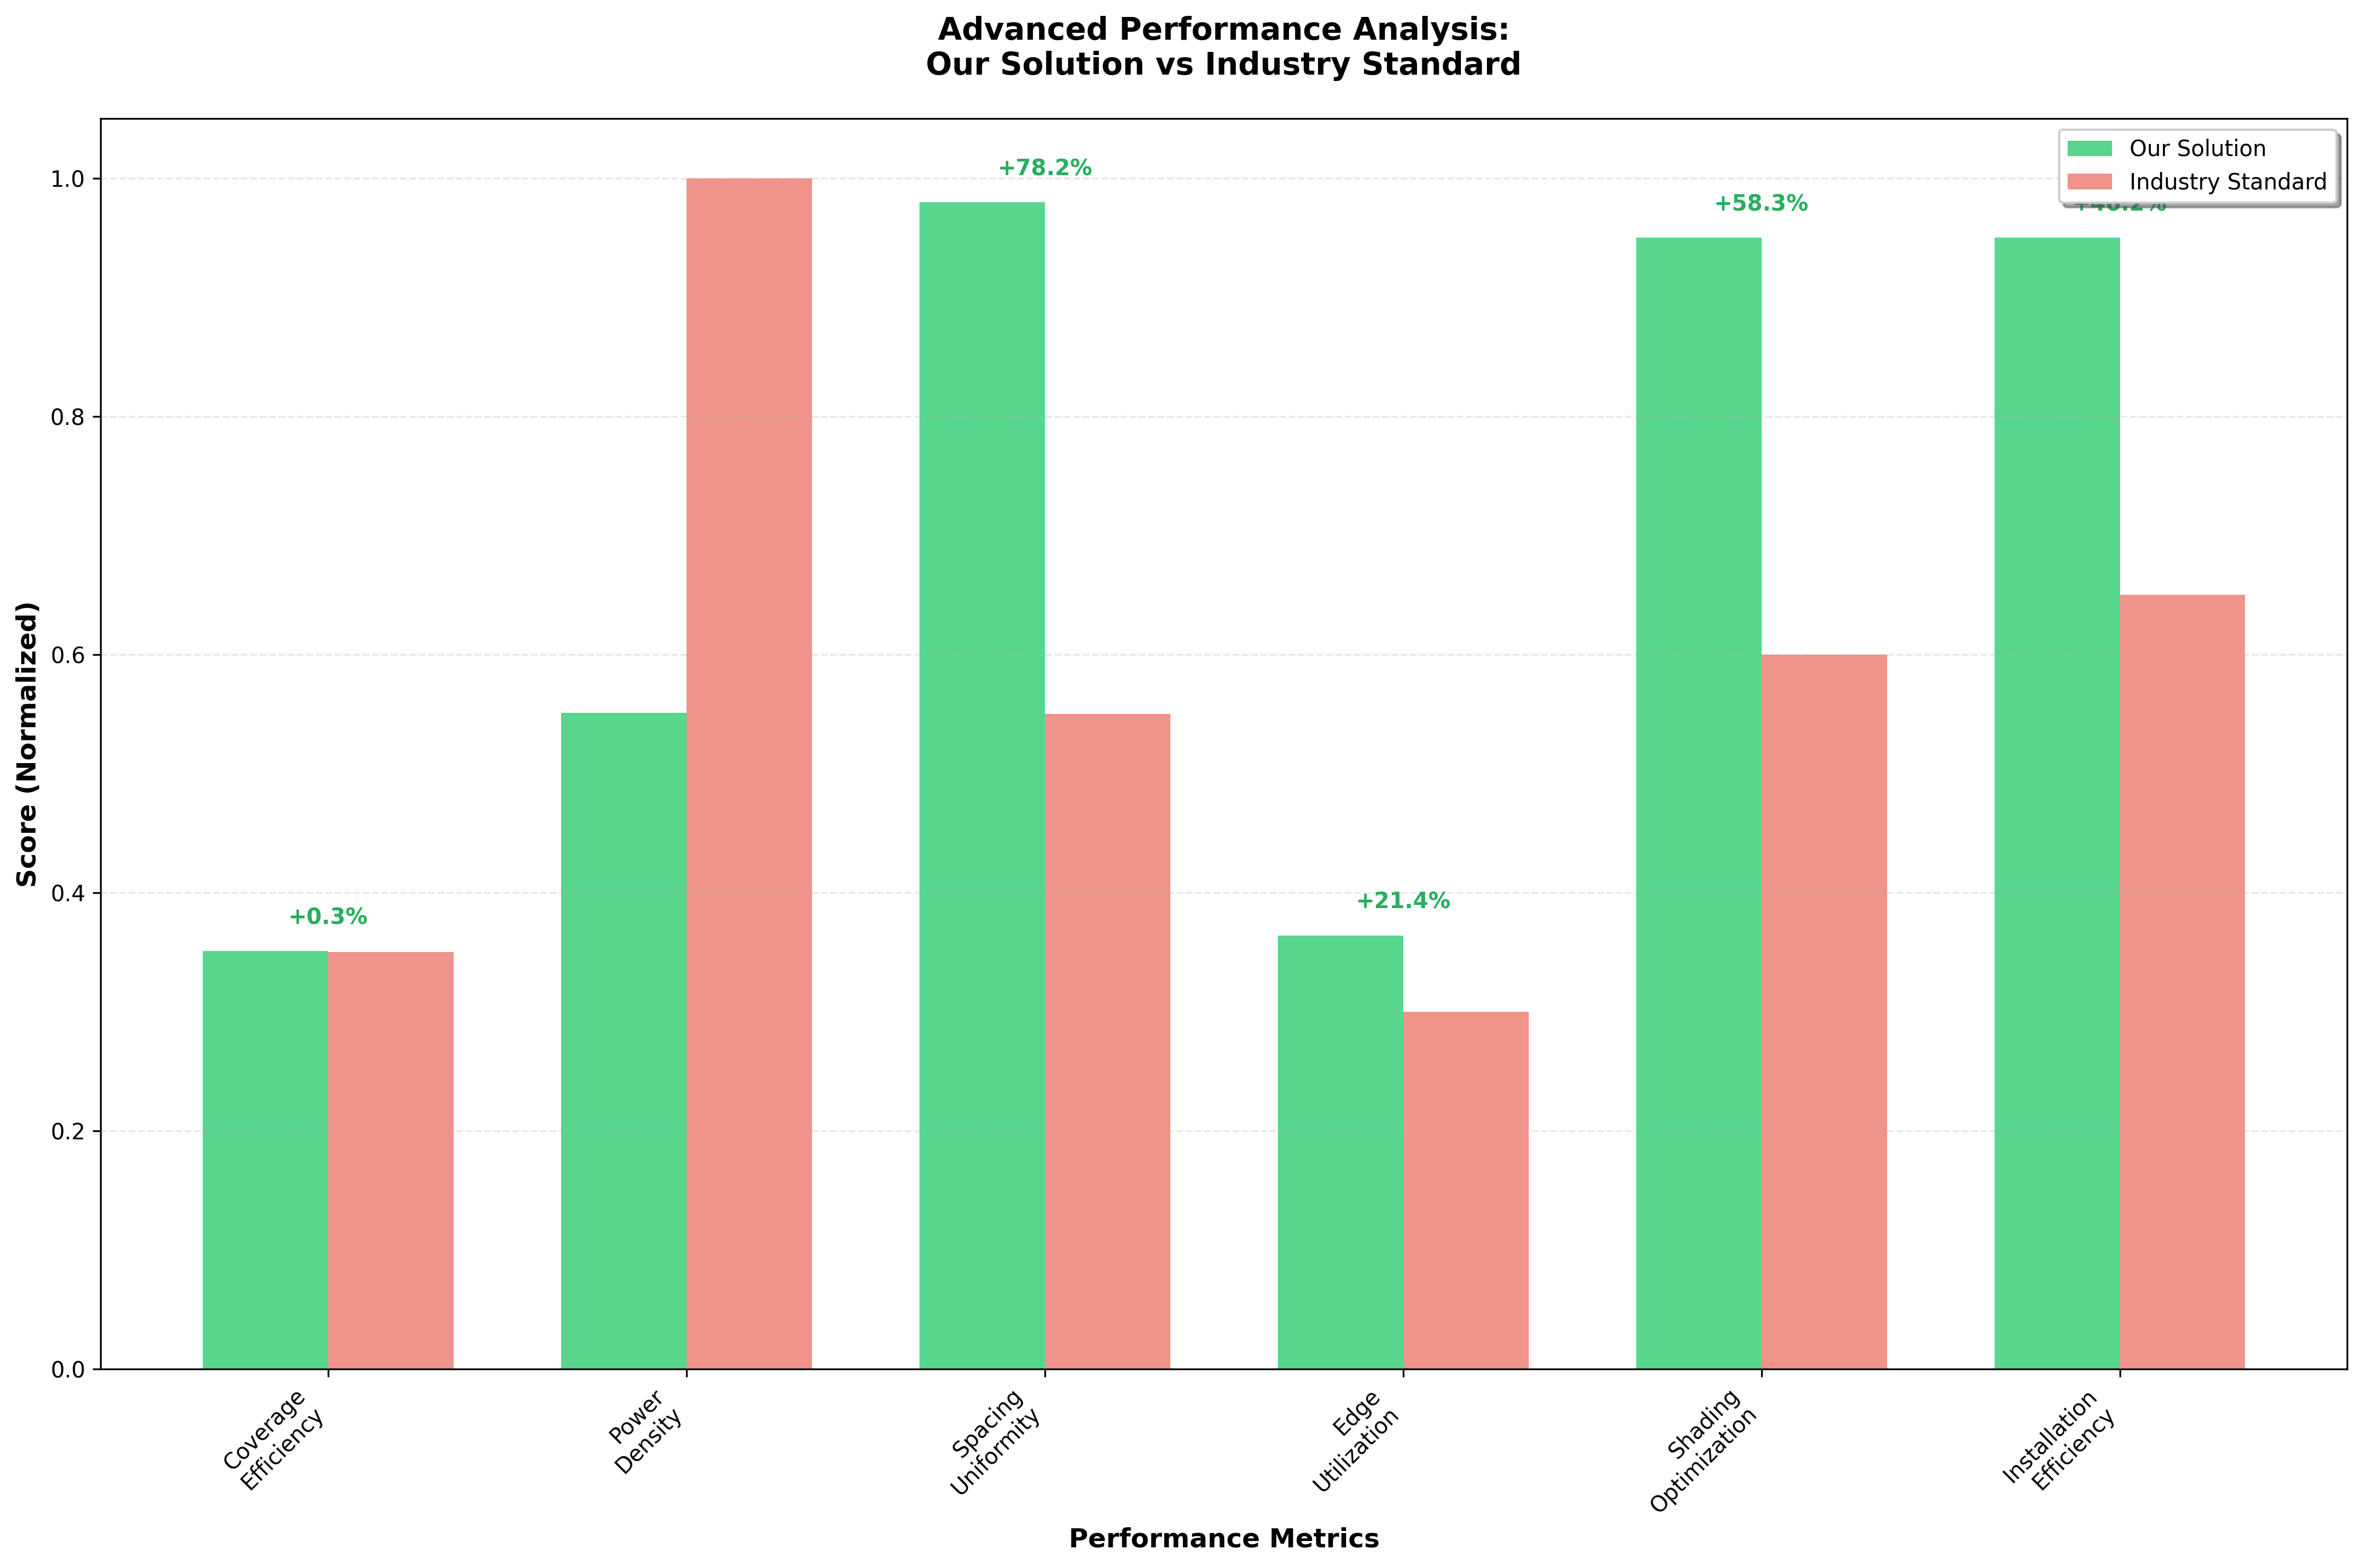 Advanced Performance Analysis:
Our Solution vs Industry Standard
Our Solution
Industry Standard
+78.2%
+58.3%
+21.4%
+0.3%
Score (Normalized)
1.0
0.8
0.6
0.4
0.2
0.0
Coverage
Efficiency
Power
Density
Spacing
Uniformity
Edge
Utilization
Shading
Optimization
Installation
Efficiency
Performance Metrics